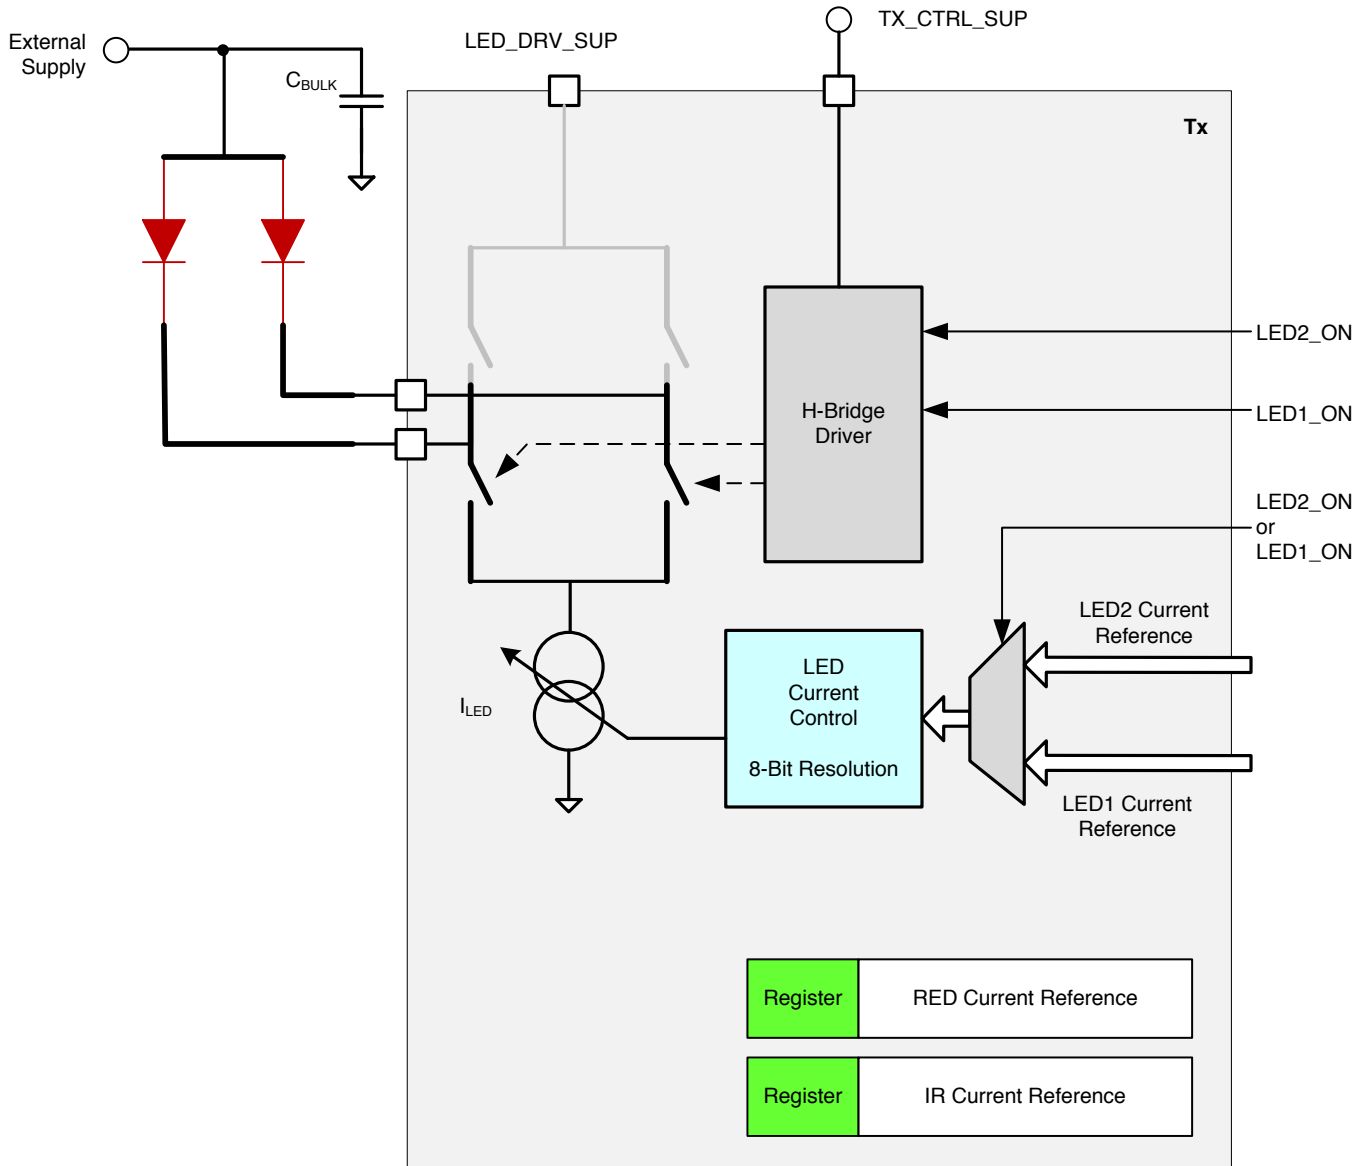 TX_CTRL_SUP
External
Supply
LED_DRV_SUP
CBULK
Tx
LED2_ON
H-Bridge
Driver
LED1_ON
LED2_ON
or
LED1_ON
LED2 Current
Reference
LED
Current
Control
8-Bit Resolution
ILED
LED1 Current
Reference
Register
RED Current Reference
Register
IR Current Reference